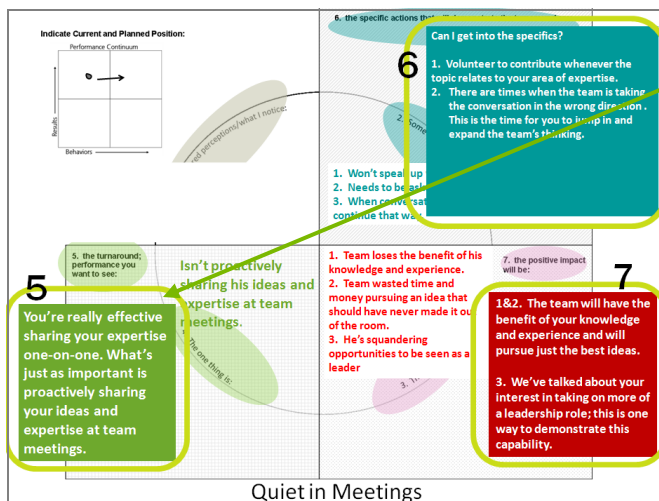 Indicate Current and Planned Position:
Performance Continuum
Results
Behaviors
6. the specific actions that
6
Can I get into the specifics?
1. Volunteer to contribute whenever the
topic relates to your area of expertise.
2. There are times when the team is taking
the conversation in the wrong direction .
This is the time for you to jump in and
expand the team's thinking.
red perceptions/what I notice:
2. Some
1. Won't speak up
2. Needs to be ask
3. When conversat
continue that way
5. the turnaround;
performance you
want to see:
5
You're really effective
sharing your expertise
one-on-one. What's
just as important is
proactively sharing
your ideas and
expertise at team
meetings.
Isn't proactively
sharing his ideas and
expertise at team
meetings.
The one thing is:
1. Team loses the benefit of his
knowledge and experience.
2. Team wasted time and
money pursuing an idea that
should have never made it out
of the room.
3. He's squandering
opportunities to be seen as a
leader
3.
7. the positive impact
will be:
7
1&2. The team will have the
benefit of your knowledge
and experience and will
pursue just the best ideas.
3. We've talked about your
interest in taking on more of
a leadership role; this is one
way to demonstrate this
capability.
Quiet in Meetings